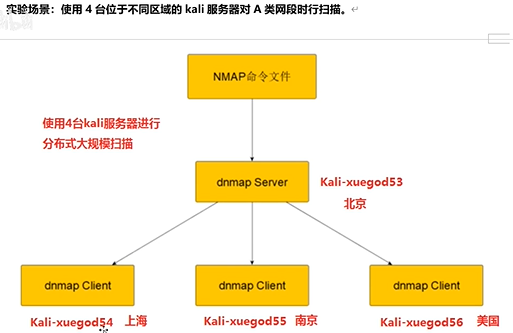 实验场景：使用 4 台位于不同区域的 kali 服务器对 A 类网段时行扫描。
NMAP命令文件
使用4台kali服务器进行
分布式大规模扫描
dnmap Server
Kali-xuegod53
北京
dnmap Client
dnmap Client
dnmap Client
Kali-xuegod54 上海
Kali-xuegod55 南京
Kali-xuegod56 美国